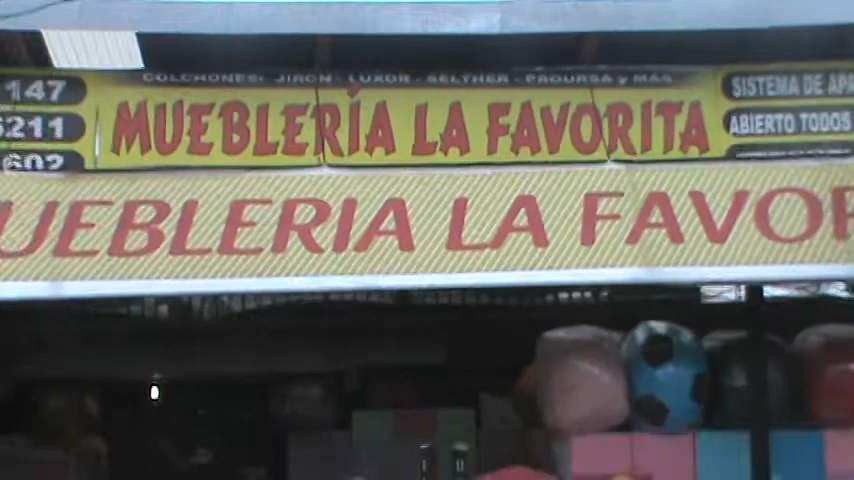 COLCHONES: JIRON - LUXOR - SELTHER - PROURSA y MAS
147
5211
602
MUEBLERÍA LA FAVORITA
SISTEMA DE APA
ABIERTO TODOS
UEBLERIA LA FAVOR